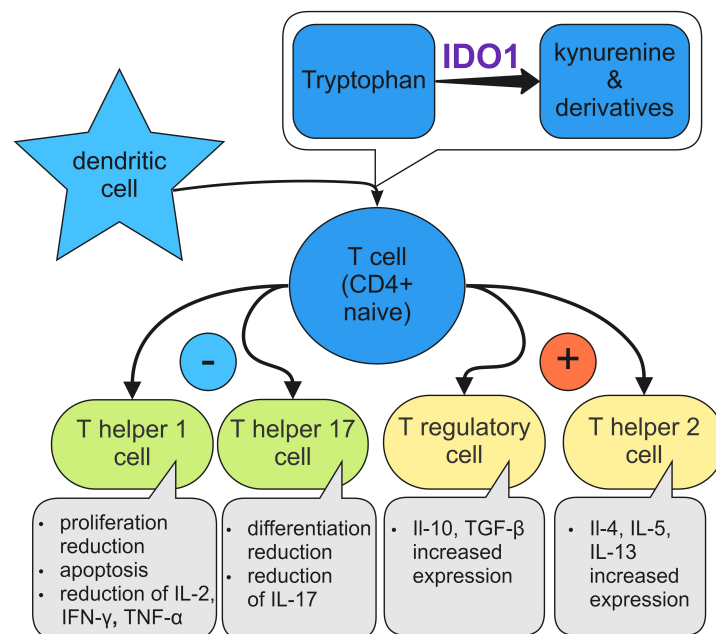 IDO1
Tryptophan
kynurenine
&
derivatives
dendritic
cell
T cell
(CD4+
naive)
-
+
T helper 1
cell
T helper 17
cell
T regulatory
cell
T helper 2
cell
• proliferation
reduction
• apoptosis
• reduction of IL-2,
IFN-γ, TNF-α
• differentiation
reduction
• reduction
of IL-17
• Il-10, TGF-β
increased
expression
• Il-4, IL-5,
IL-13
increased
expression